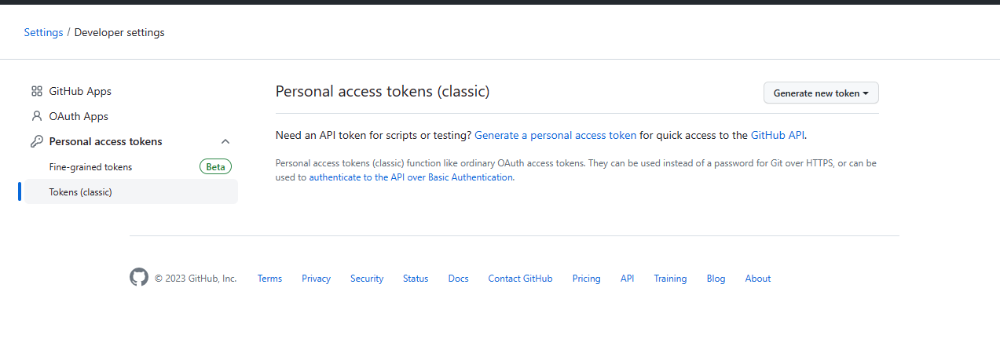 Settings / Developer settings
GitHub Apps
OAuth Apps
Personal access tokens
Fine-grained tokens Beta
Tokens (classic)
Personal access tokens (classic)
Generate new token
Need an API token for scripts or testing? Generate a personal access token for quick access to the GitHub API.
Personal access tokens (classic) function like ordinary OAuth access tokens. They can be used instead of a password for Git over HTTPS, or can be
used to authenticate to the API over Basic Authentication.
© 2023 GitHub, Inc. Terms Privacy Security Status Docs Contact GitHub Pricing API Training Blog About